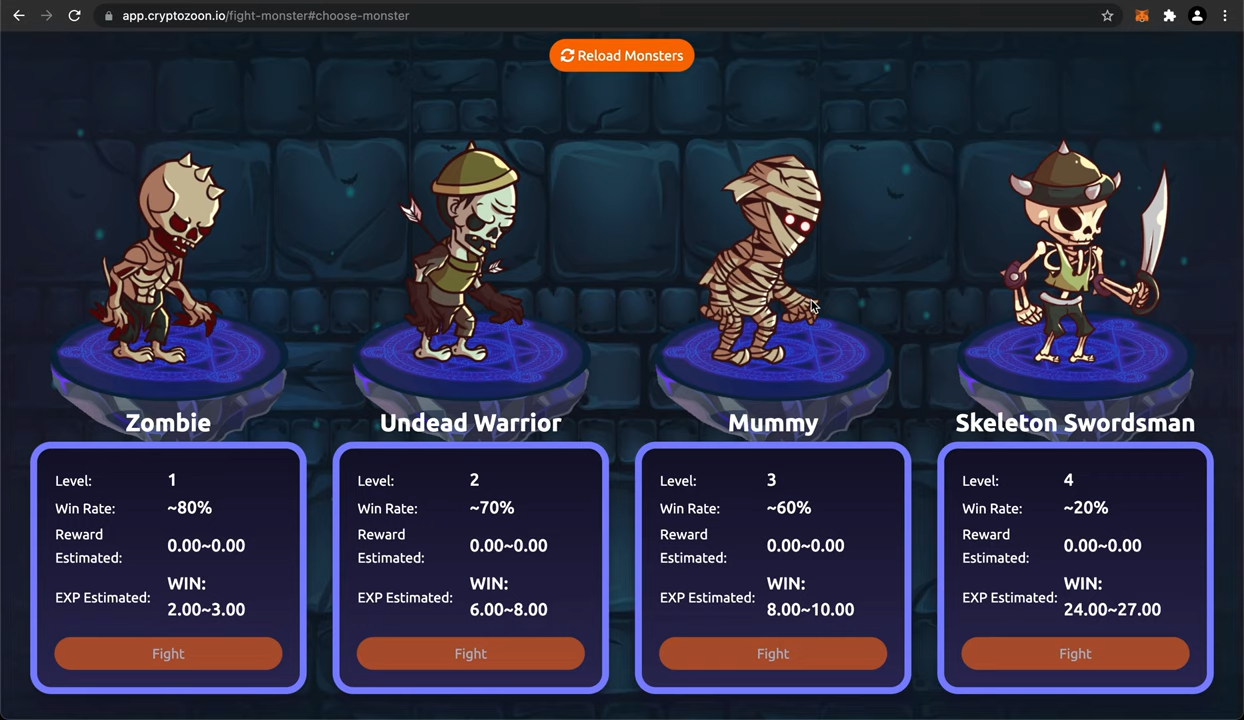 app.cryptozoon.io/fight-monster#choose-monster
Reload Monsters
Zombie
Level: 1
Win Rate: ~80%
Reward
Estimated: 0.00~0.00
WIN:
EXP Estimated: 2.00~3.00
Fight
Undead Warrior
Level: 2
Win Rate: ~70%
Reward
Estimated: 0.00~0.00
WIN:
EXP Estimated: 6.00~8.00
Fight
Mummy
Level: 3
Win Rate: ~60%
Reward
Estimated: 0.00~0.00
WIN:
EXP Estimated: 8.00~10.00
Fight
Skeleton Swordsman
Level: 4
Win Rate: ~20%
Reward
Estimated: 0.00~0.00
WIN:
EXP Estimated: 24.00~27.00
Fight